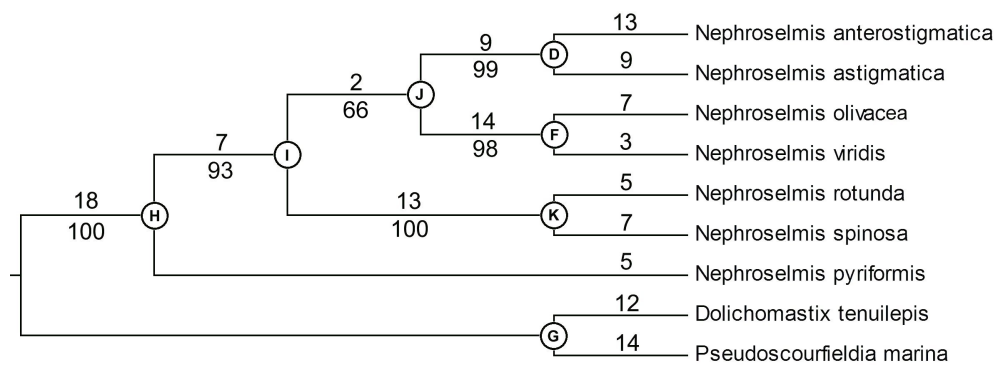 13
Nephroselmis anterostigmatica
9
D
99
9
Nephroselmis astigmatica
2
J
66
7
Nephroselmis olivacea
14
F
98
3
Nephroselmis viridis
7
I
93
5
Nephroselmis rotunda
13
K
100
7
Nephroselmis spinosa
18
H
100
5
Nephroselmis pyriformis
12
Dolichomastix tenuilepis
G
14
Pseudoscourfieldia marina